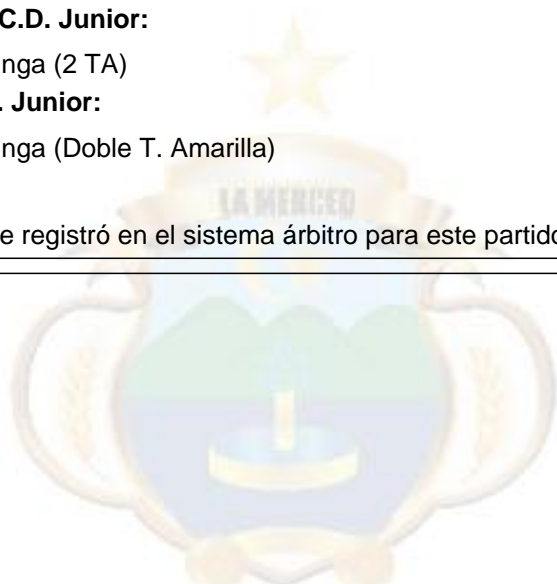 C.D. Junior:
nga (2 TA)
. Junior:
nga (Doble T. Amarilla)
LA MERCED
e registró en el sistema árbitro para este partido